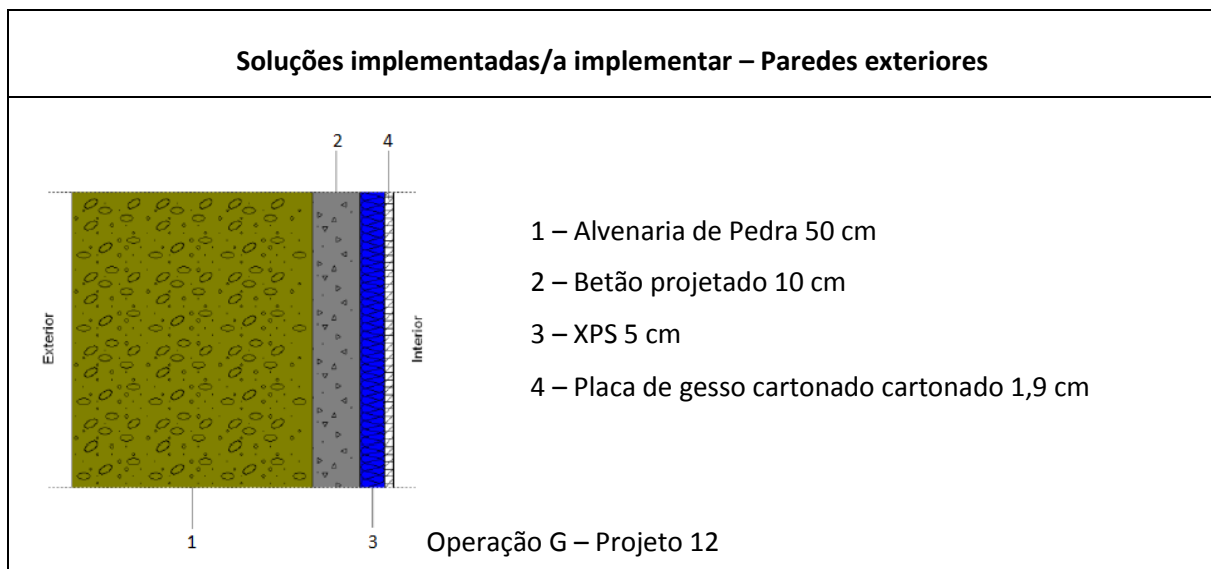 Soluções implementadas/a implementar – Paredes exteriores
2 4
Exterior
Interior
1 – Alvenaria de Pedra 50 cm
2 – Betão projetado 10 cm
3 – XPS 5 cm
4 – Placa de gesso cartonado cartonado 1,9 cm
1 3
Operação G – Projeto 12